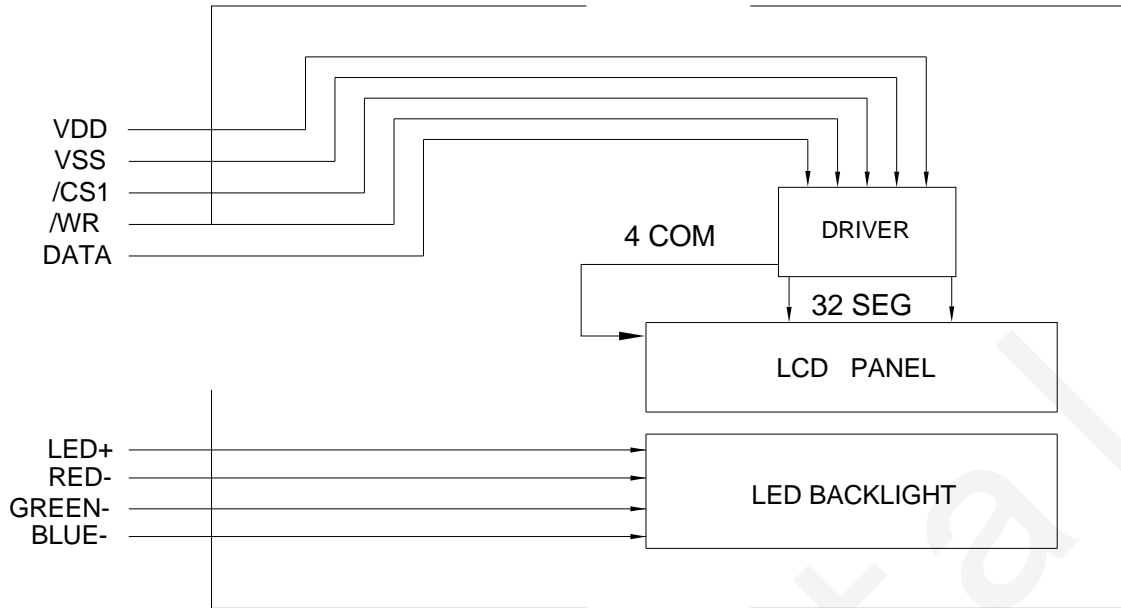 VDD
VSS
/CS1
/WR
DATA
4 COM
DRIVER
32 SEG
LCD PANEL
LED+
RED-
GREEN-
BLUE-
LED BACKLIGHT
t a l